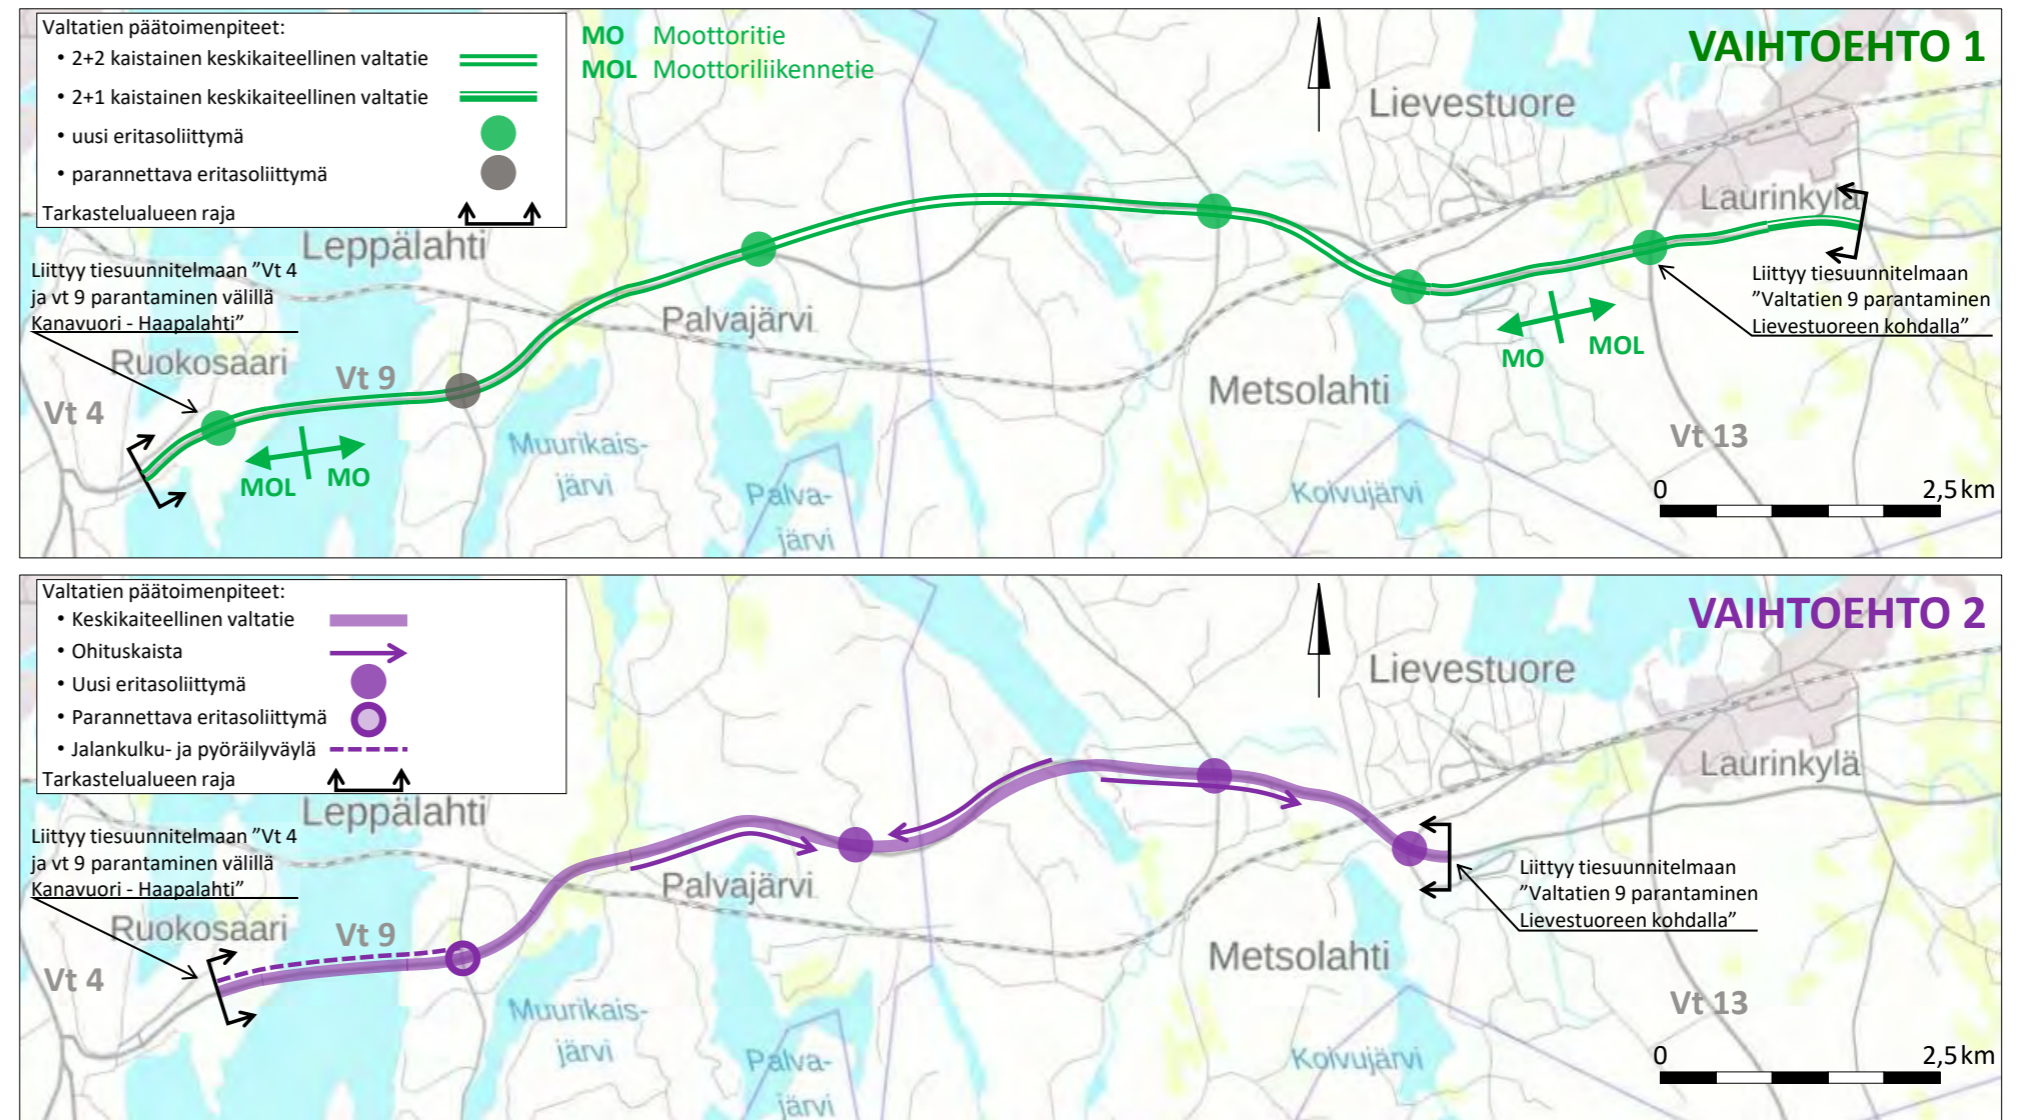 Valtatien päätoimenpiteet:
• 2+2 kaistainen keskikaiteellinen valtatie
• 2+1 kaistainen keskikaiteellinen valtatie
• uusi eritasoliittymä
• parannettava eritasoliittymä
Tarkastelualueen raja
MO Moottoritie
MOL Moottoriliikennetie
VAIHTOEHTO 1
Lievestuore
Laurinkylä
Leppälahti
Liittyy tiesuunnitelmaan ”Vt 4
ja vt 9 parantaminen välillä
Kanavuori - Haapalahti”
Liittyy tiesuunnitelmaan
”Valtatien 9 parantaminen
Lievestuoreen kohdalla”
Palvajärvi
Ruokosaari
Vt 9
MO
MOL
Metsolahti
Vt 4
Vt 13
Muurikais-
järvi
MOL
MO
Palva-
järvi
Koivujärvi
0
2,5 km
Valtatien päätoimenpiteet:
• Keskikaiteellinen valtatie
• Ohituskaista
• Uusi eritasoliittymä
• Parannettava eritasoliittymä
• Jalankulku- ja pyöräilyväylä
Tarkastelualueen raja
VAIHTOEHTO 2
Lievestuore
Laurinkylä
Leppälahti
Liittyy tiesuunnitelmaan ”Vt 4
ja vt 9 parantaminen välillä
Kanavuori - Haapalahti”
Palvajärvi
Liittyy tiesuunnitelmaan
”Valtatien 9 parantaminen
Lievestuoreen kohdalla”
Ruokosaari
Vt 9
Metsolahti
Vt 4
Vt 13
Muurikais-
järvi
Palva-
järvi
Koivujärvi
0
2,5 km